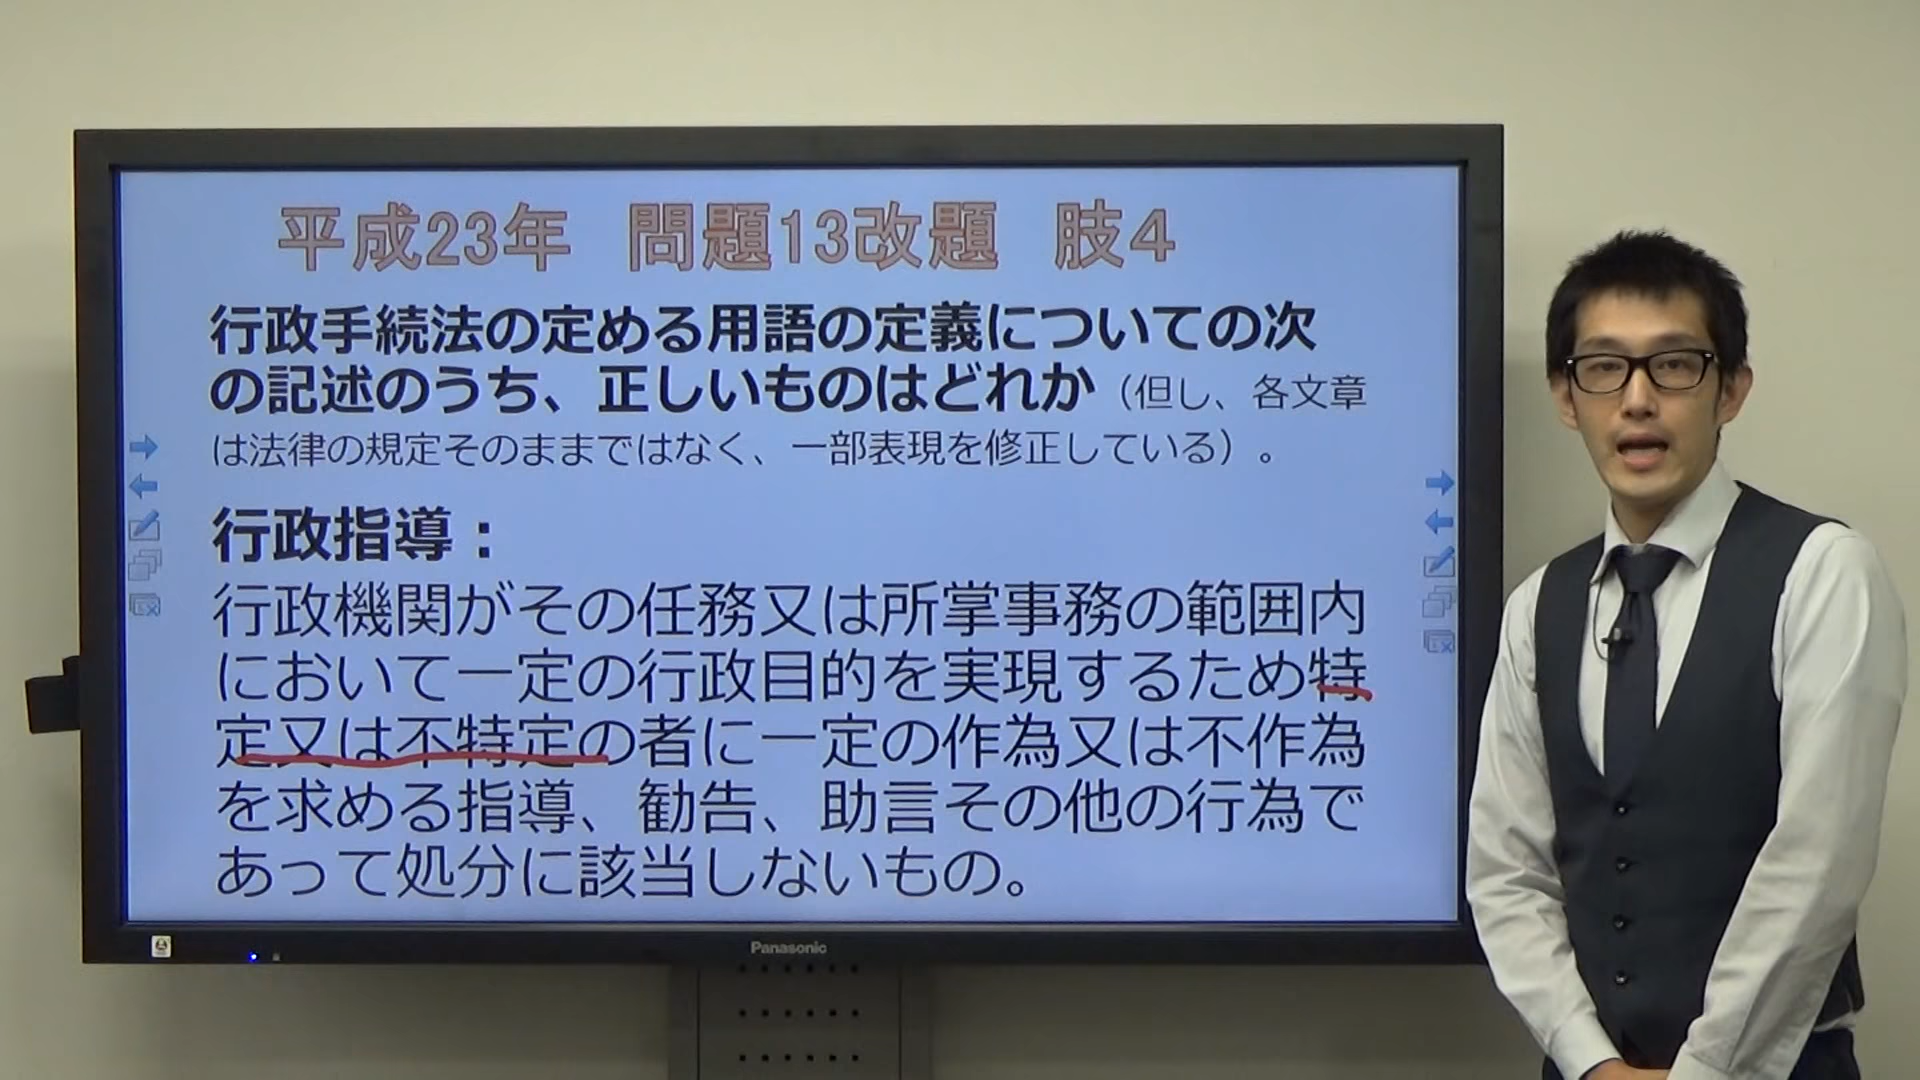 平成23年　問題13改題　肢４
行政手続法の定める用語の定義についての次
の記述のうち、正しいものはどれか（但し、各文章
は法律の規定そのままではなく、一部表現を修正している）。
行政指導：
行政機関がその任務又は所掌事務の範囲内
において一定の行政目的を実現するため特
定又は不特定の者に一定の作為又は不作為
を求める指導、勧告、助言その他の行為で
あって処分に該当しないもの。
Panasonic